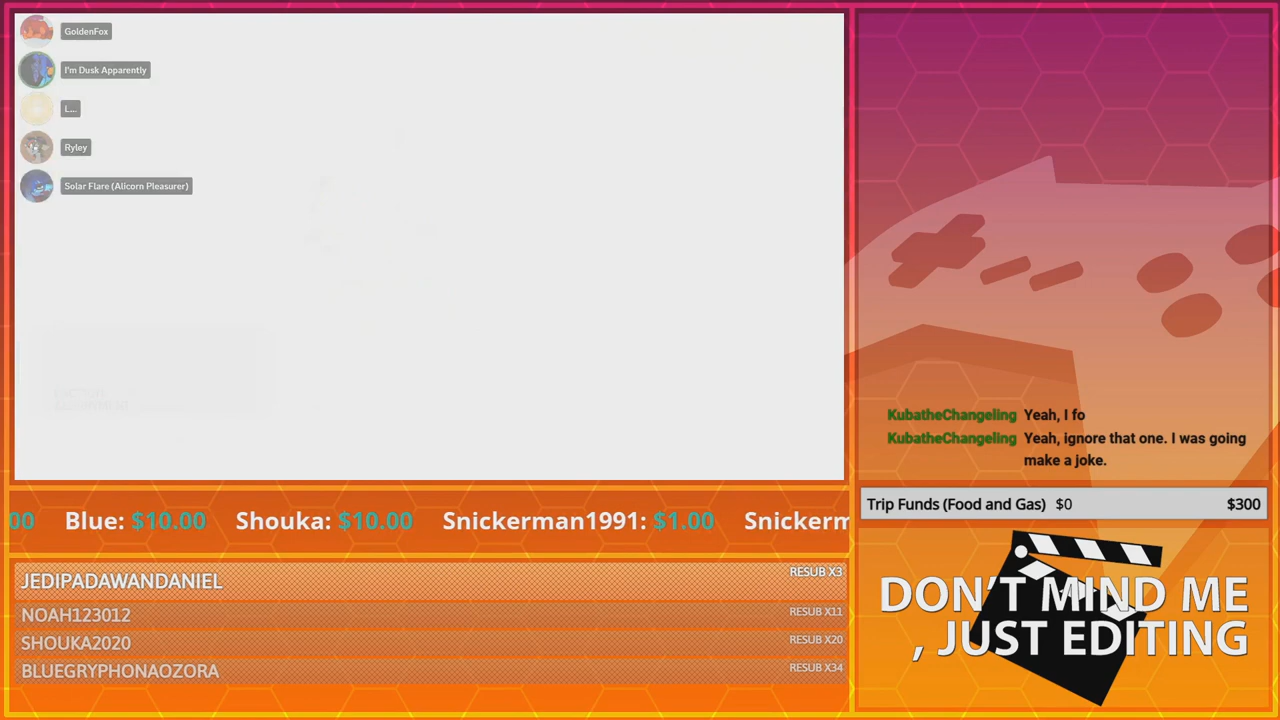 GoldenFox
I'm Dusk Apparently
L...
Ryley
Solar Flare (Alicorn Pleasurer)
KubatheChangeling Yeah, I fo
KubatheChangeling Yeah, ignore that one. I was going
make a joke.
Trip Funds (Food and Gas) $0 $300
00 Blue: $10.00 Shouka: $10.00 Snickerman1991: $1.00 Snickerm
JEDIPADAWANDANIEL RESUB X3
NOAH123012 RESUB X11
SHOUKA2020 RESUB X20
BLUEGRYPHONAOZORA RESUB X34
DON'T MIND ME
, JUST EDITING